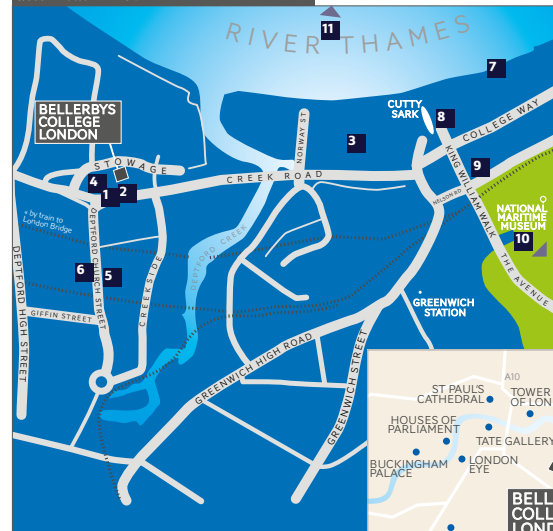 RIVER THAMES
11
7
CUTTY
SARK
8
COLLEGE WAY
BELLERBYS
COLLEGE
LONDON
NORWAY ST
3
KING WILLIAM WALK
9
STOWAGE
CREEK ROAD
4
1
2
NELSON RD
NATIONAL
MARITIME
MUSEUM
10
THE AVENUE
by train to
London Bridge
DEPTFORD CHURCH STREET
DEPTFORD CREEK
DEPTFORD HIGH STREET
6
5
CREEKSIDE
GIFFIN STREET
GREENWICH
STATION
GREENWICH HIGH ROAD
GREENWICH STREET
A10
ST PAUL'S
CATHEDRAL
TOWER
OF LON
HOUSES OF
PARLIAMENT
TATE GALLERY
BUCKINGHAM
PALACE
LONDON
EYE
BELL
COLL
LOND